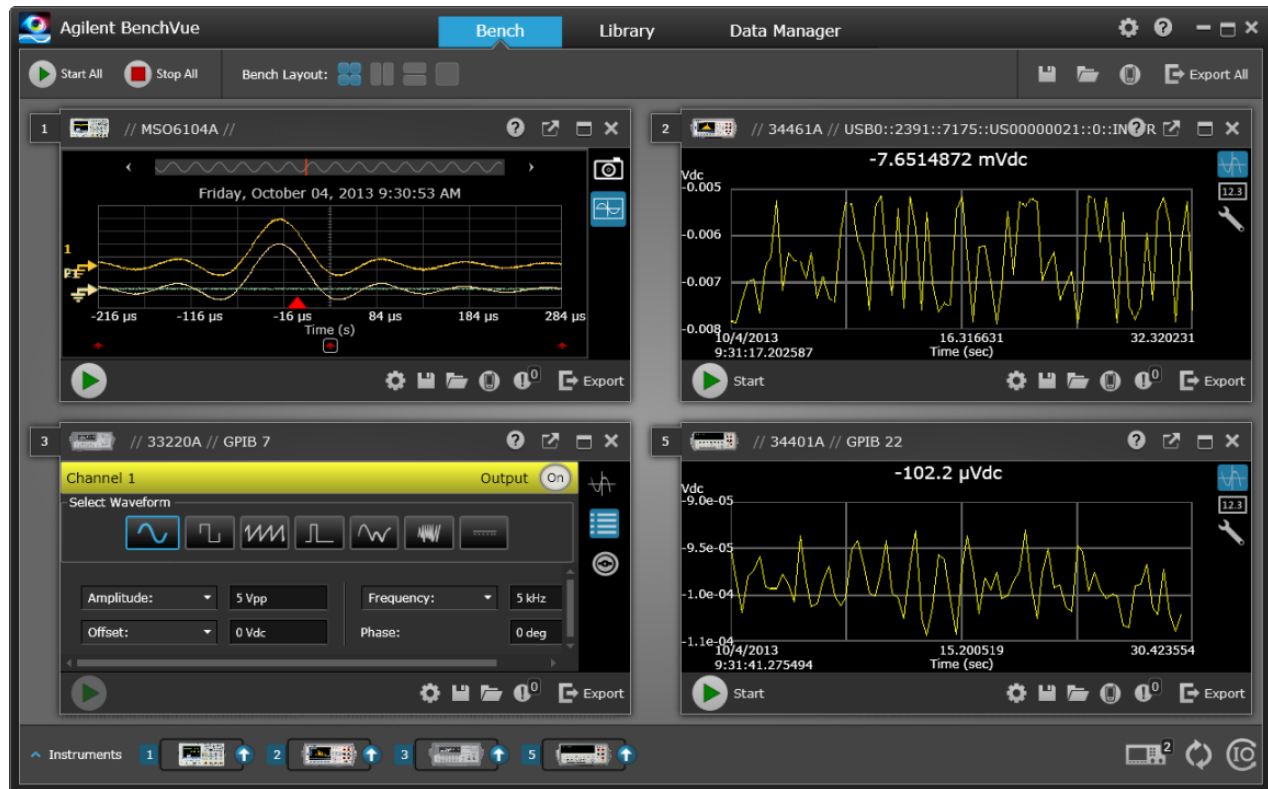 Agilent BenchVue Bench Library Data Manager
Start All Stop All Bench Layout: Export All
1 // MSO6104A //
Friday, October 04, 2013 9:30:53 AM
1
-216 µs -116 µs -16 µs 84 µs 184 µs 284 µs
Time (s)
0 Export
2 // 34461A // USB0::2391::7175::US00000021::0::IN R
-7.6514872 mVdc
Vdc
-0.005
12.3
-0.006
-0.007
-0.008
10/4/2013 16.316631 32.320231
9:31:17.202587 Time (sec)
Start 0 Export
3 // 33220A // GPIB 7
Channel 1 Output On
Select Waveform
Amplitude: 5 Vpp Frequency: 5 kHz
Offset: 0 Vdc Phase: 0 deg
0 Export
5 // 34401A // GPIB 22
-102.2 µVdc
Vdc
-9.0e-05
12.3
-9.5e-05
-1.0e-04
-1.1e-04
10/4/2013 15.200519 30.423554
9:31:41.275494 Time (sec)
Start 0 Export
Instruments 1 2 3 5 2 IO